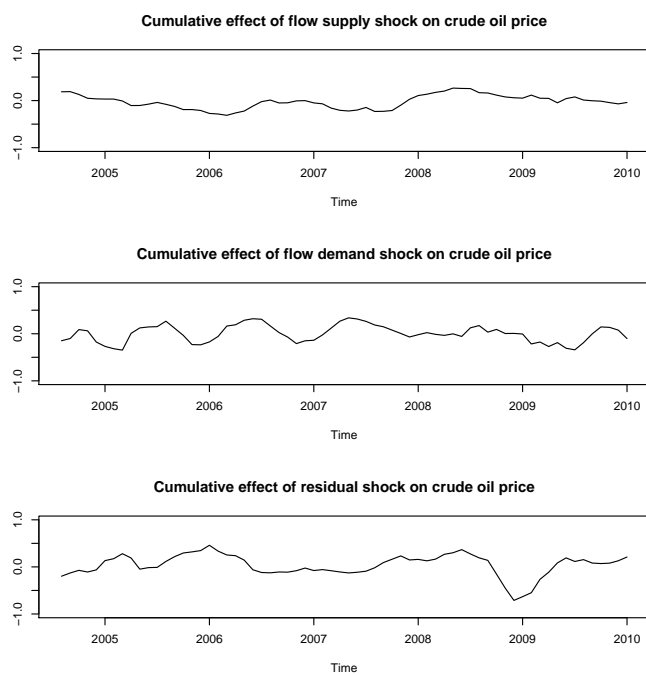 Cumulative effect of flow supply shock on crude oil price
1.0
0.0
−1.0
2005 2006 2007 2008 2009 2010
Time
Cumulative effect of flow demand shock on crude oil price
1.0
0.0
−1.0
2005 2006 2007 2008 2009 2010
Time
Cumulative effect of residual shock on crude oil price
1.0
0.0
−1.0
2005 2006 2007 2008 2009 2010
Time